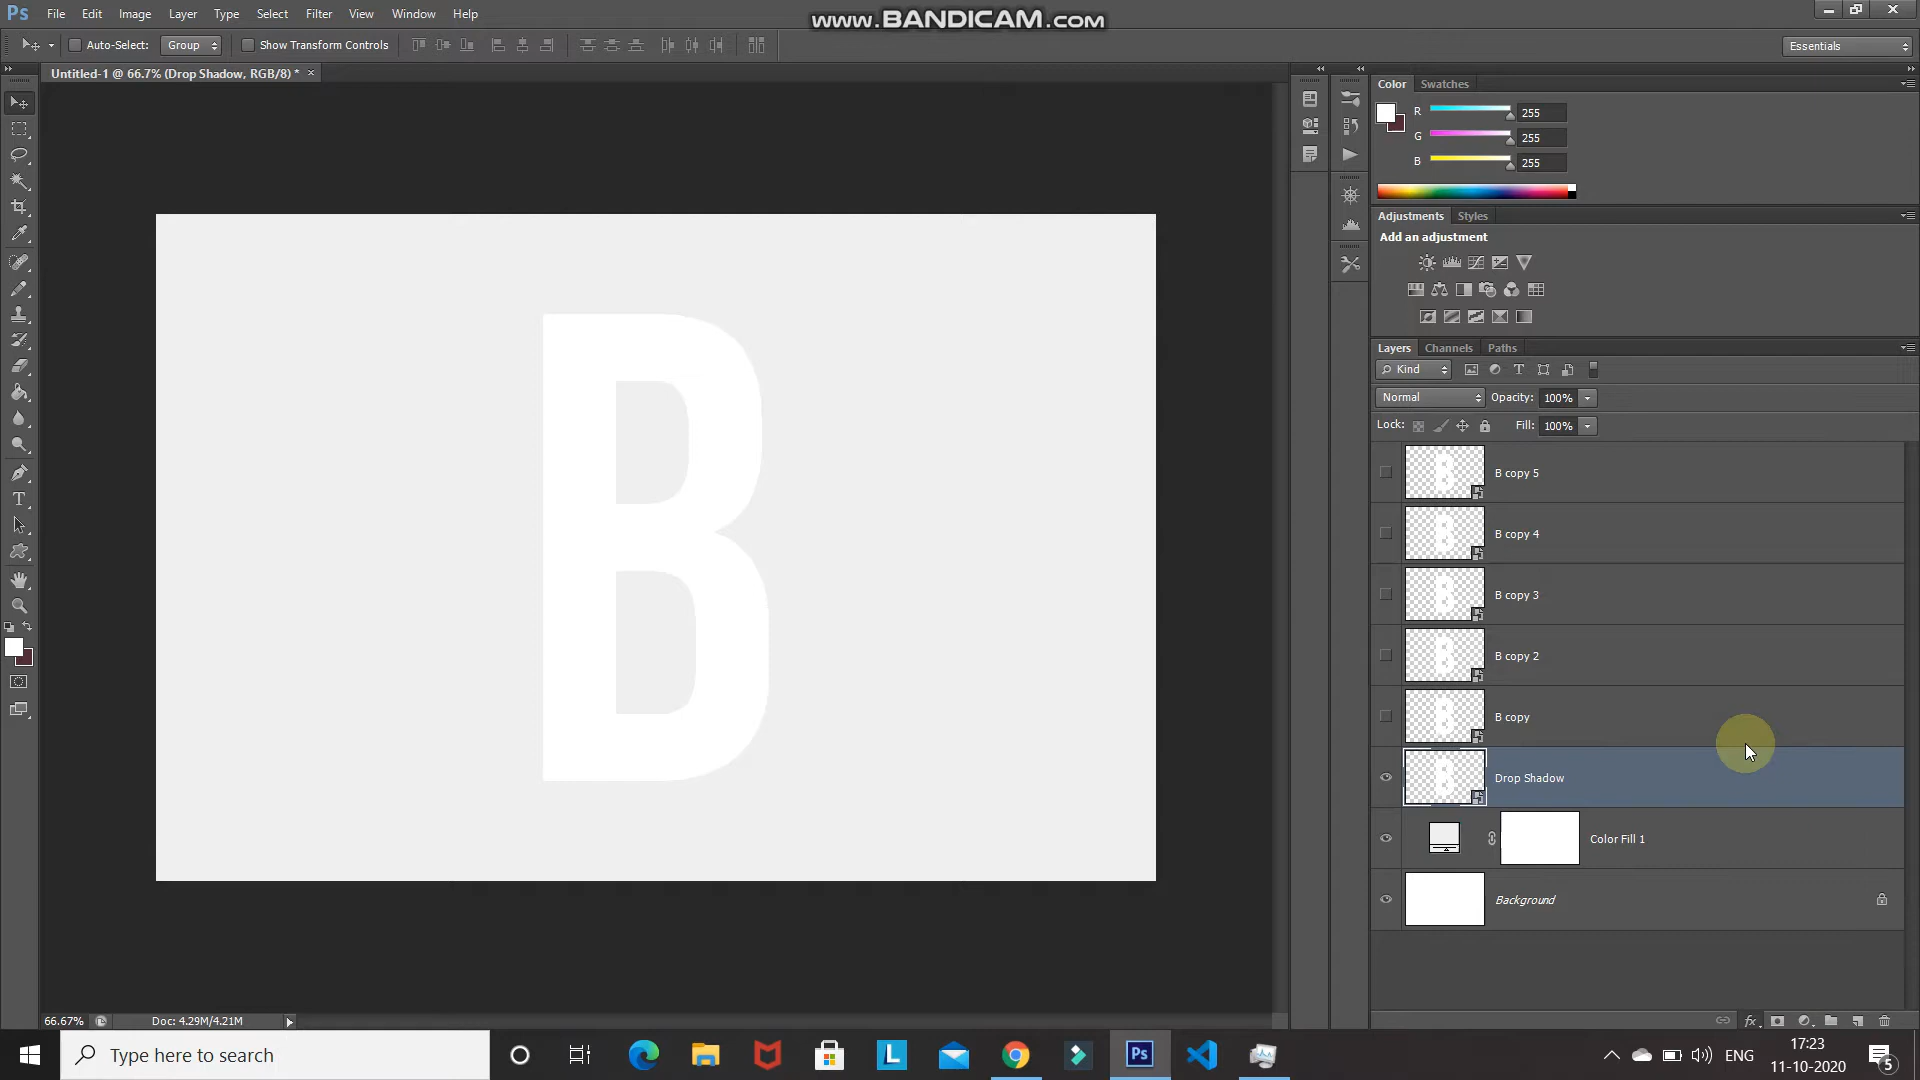 Ps File Edit Image Layer Type Select Filter View Window Help
www.BANDICAM.com
Auto-Select: Group Show Transform Controls
Essentials
Untitled-1 @ 66.7% (Drop Shadow, RGB/8) * ×
Color Swatches
R 255
G 255
B 255
Adjustments Styles
Add an adjustment
Layers Channels Paths
Kind
Normal Opacity: 100%
Lock: Fill: 100%
B copy 5
B copy 4
B copy 3
B copy 2
B copy
Drop Shadow
Color Fill 1
Background
B
66.67% Doc: 4.29M/4.21M
fx
Type here to search
L
Ps
ENG
17:23
11-10-2020
5